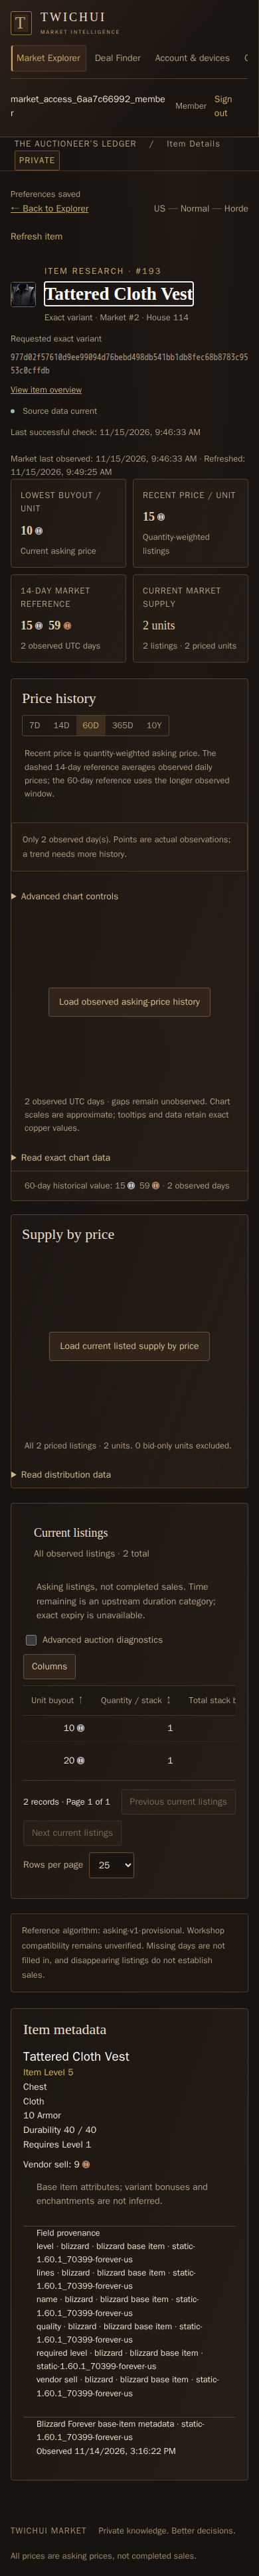 T
TWICHUI
MARKET INTELLIGENCE
Market Explorer Deal Finder Account & devices
market_access_6aa7c66992_membe
r
Member
Sign
out
THE AUCTIONEER'S LEDGER / Item Details
PRIVATE
Preferences saved
← Back to Explorer US — Normal — Horde
Refresh item
ITEM RESEARCH · #193
Tattered Cloth Vest
Exact variant · Market #2 · House 114
Requested exact variant
977d02f57610d9ee99094d76bebd498db541bb1db8fec68b8783c95
53c0cffdb
View item overview
Source data current
Last successful check: 11/15/2026, 9:46:33 AM
Market last observed: 11/15/2026, 9:46:33 AM · Refreshed:
11/15/2026, 9:49:25 AM
LOWEST BUYOUT /
UNIT
10
Current asking price
RECENT PRICE / UNIT
15
Quantity-weighted
listings
14-DAY MARKET
REFERENCE
15 59
2 observed UTC days
CURRENT MARKET
SUPPLY
2 units
2 listings · 2 priced units
Price history
7D 14D 60D 365D 10Y
Recent price is quantity-weighted asking price. The
dashed 14-day reference averages observed daily
prices; the 60-day reference uses the longer observed
window.
Only 2 observed day(s). Points are actual observations;
a trend needs more history.
▶ Advanced chart controls
Load observed asking-price history
2 observed UTC days · gaps remain unobserved. Chart
scales are approximate; tooltips and data retain exact
copper values.
▶ Read exact chart data
60-day historical value: 15 59 · 2 observed days
Supply by price
Load current listed supply by price
All 2 priced listings · 2 units. 0 bid-only units excluded.
▶ Read distribution data
Current listings
All observed listings · 2 total
Asking listings, not completed sales. Time
remaining is an upstream duration category;
exact expiry is unavailable.
Advanced auction diagnostics
Columns
Unit buyout ↑ Quantity / stack ↕ Total stack b
10 1
20 1
2 records · Page 1 of 1 Previous current listings
Next current listings
Rows per page 25
Reference algorithm: asking-v1-provisional. Workshop
compatibility remains unverified. Missing days are not
filled in, and disappearing listings do not establish
sales.
Item metadata
Tattered Cloth Vest
Item Level 5
Chest
Cloth
10 Armor
Durability 40 / 40
Requires Level 1
Vendor sell: 9
Base item attributes; variant bonuses and
enchantments are not inferred.
Field provenance
level · blizzard · blizzard base item · static-
1.60.1_70399-forever-us
lines · blizzard · blizzard base item · static-
1.60.1_70399-forever-us
name · blizzard · blizzard base item · static-
1.60.1_70399-forever-us
quality · blizzard · blizzard base item · static-
1.60.1_70399-forever-us
required level · blizzard · blizzard base item ·
static-1.60.1_70399-forever-us
vendor sell · blizzard · blizzard base item · static-
1.60.1_70399-forever-us
Blizzard Forever base-item metadata · static-
1.60.1_70399-forever-us
Observed 11/14/2026, 3:16:22 PM
TWICHUI MARKET Private knowledge. Better decisions.
All prices are asking prices, not completed sales.